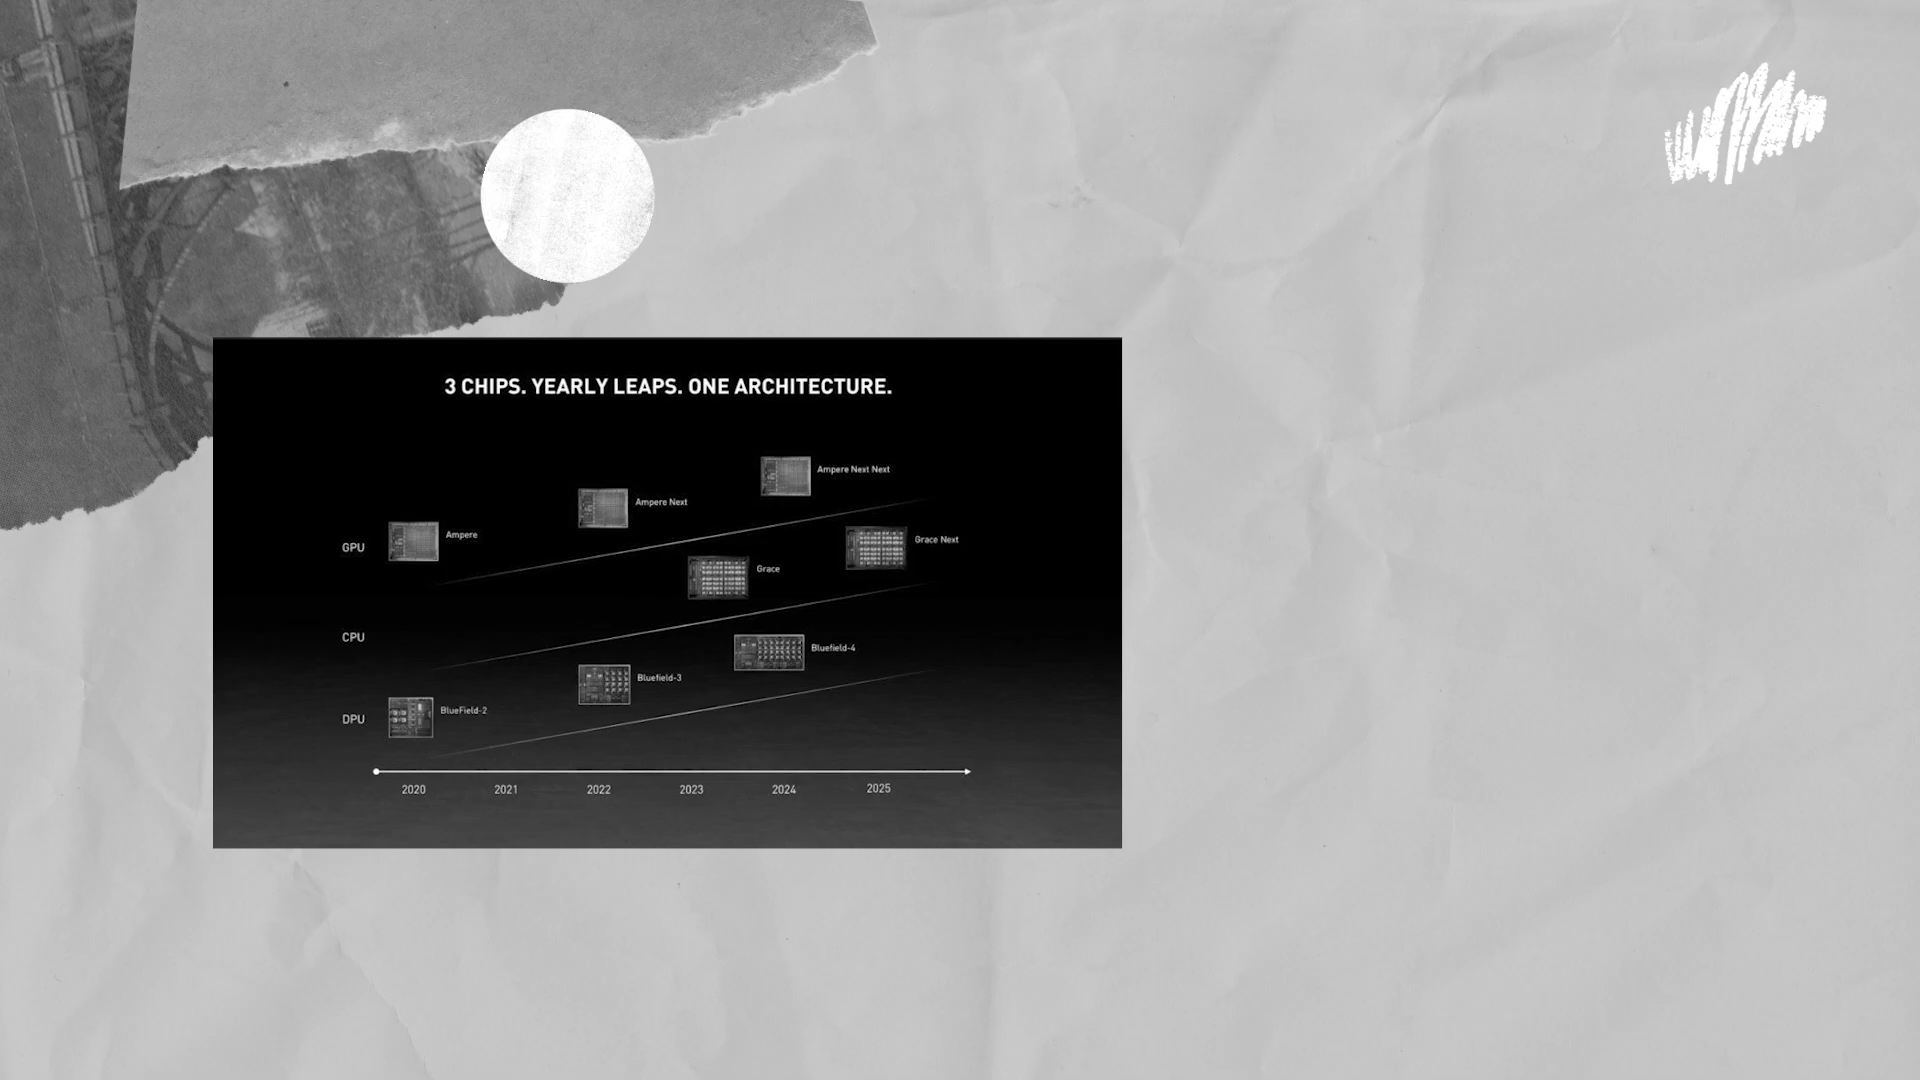 3 CHIPS. YEARLY LEAPS. ONE ARCHITECTURE.
Ampere Next Next
Ampere Next
Ampere
GPU
Grace Next
Grace
CPU
Bluefield-4
Bluefield-3
BlueField-2
DPU
2020 2021 2022 2023 2024 2025